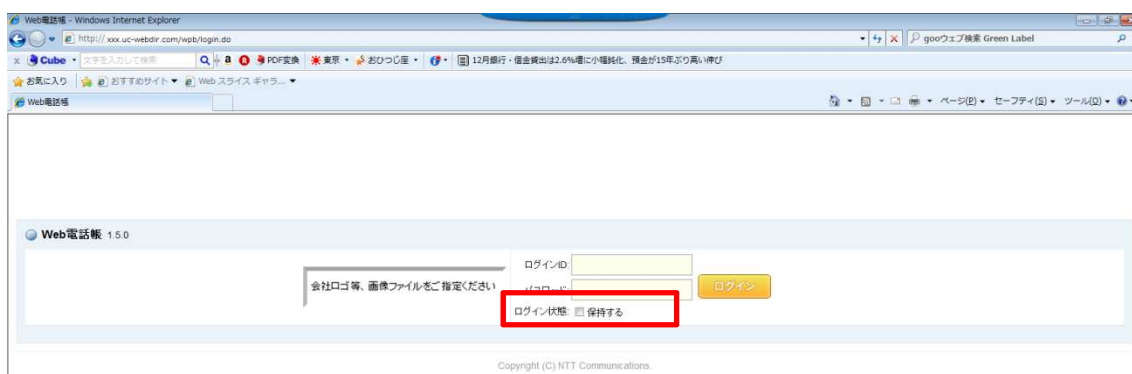 Web電話帳 - Windows Internet Explorer
http://xxx.uc-webdir.com/wpb/login.do
gooウェブ検索 Green Label
x Cube 文字を入力して検索 PDF変換 東京 おひつじ座 12月銀行・信金貸出は2.6%増に小幅鈍化、預金が15年ぶり高い伸び
お気に入り おすすめサイト Web スライス ギャラ...
Web電話帳 ページ(P) セーフティ(S) ツール(O)
Web電話帳 1.5.0
ログインID:
会社ロゴ等、画像ファイルをご指定ください
パスワード:
ログイン
ログイン状態: 保持する
Copyright (C) NTT Communications.